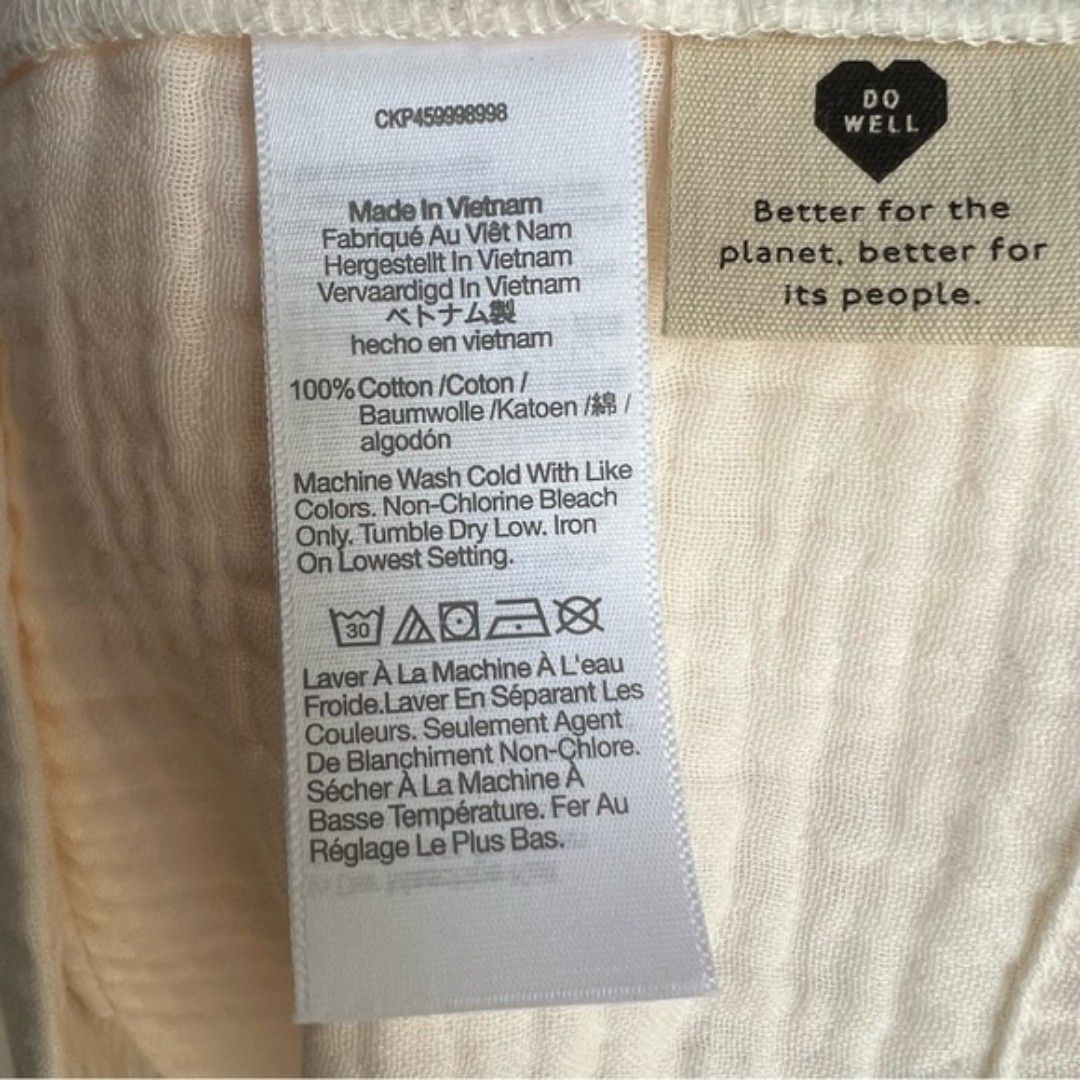 CKP459998998
Made In Vietnam
Fabriqué Au Viêt Nam
Hergestellt In Vietnam
Vervaardigd In Vietnam
ベトナム製
hecho en vietnam
100% Cotton /Coton /
Baumwolle /Katoen /綿 /
algodón
Machine Wash Cold With Like
Colors. Non-Chlorine Bleach
Only. Tumble Dry Low. Iron
On Lowest Setting.
30
Laver À La Machine À L'eau
Froide.Laver En Séparant Les
Couleurs. Seulement Agent
De Blanchiment Non-Chlore.
Sécher À La Machine À
Basse Température. Fer Au
Réglage Le Plus Bas.
DO
WELL
Better for the
planet, better for
its people.